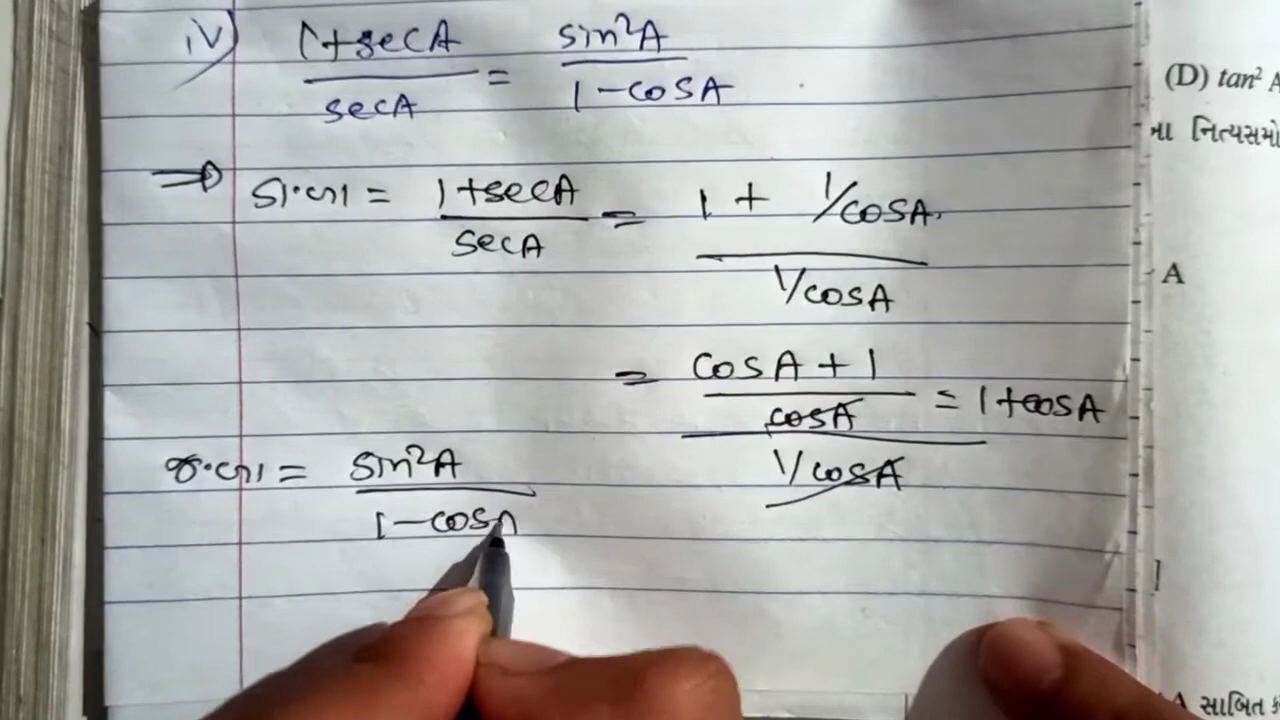 iv) 1+secA / secA = sin²A / 1-cosA
⇒ ડા.બા = 1+secA / secA = 1 + 1/cosA / 1/cosA
= cosA+1 / cosA / 1/cosA = 1+cosA
જ.બા = sin²A / 1-cosA
(D) tan² A
ના નિત્યસમો
A
]
A સાબિત ક